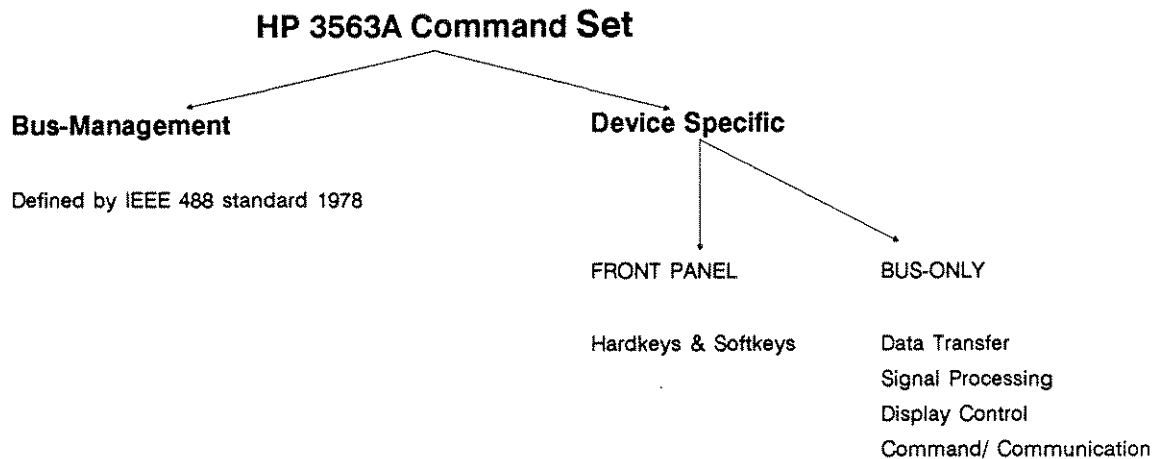 HP 3563A Command Set
Bus-Management
Device Specific
Defined by IEEE 488 standard 1978
FRONT PANEL
BUS-ONLY
Hardkeys & Softkeys
Data Transfer
Signal Processing
Display Control
Command/ Communication